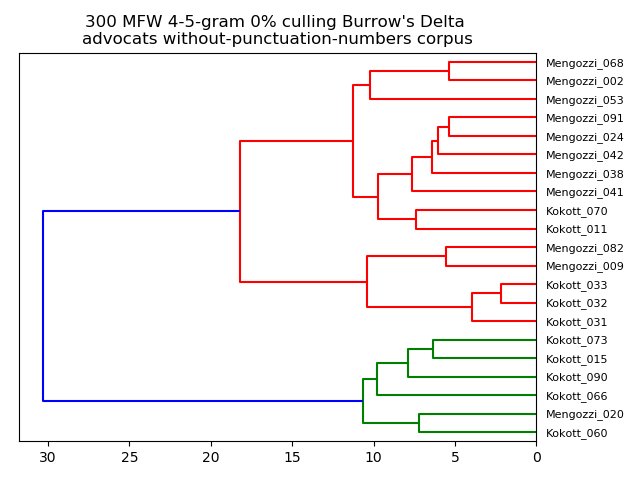 300 MFW 4-5-gram 0% culling Burrow's Delta
advocats without-punctuation-numbers corpus
Mengozzi_068
Mengozzi_002
Mengozzi_053
Mengozzi_091
Mengozzi_024
Mengozzi_042
Mengozzi_038
Mengozzi_041
Kokott_070
Kokott_011
Mengozzi_082
Mengozzi_009
Kokott_033
Kokott_032
Kokott_031
Kokott_073
Kokott_015
Kokott_090
Kokott_066
Mengozzi_020
Kokott_060
30 25 20 15 10 5 0